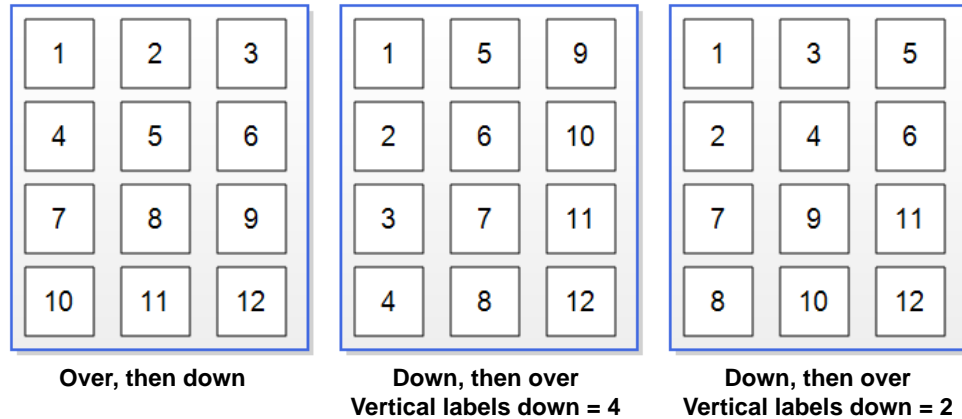 1 2 3
4 5 6
7 8 9
10 11 12
Over, then down
1 5 9
2 6 10
3 7 11
4 8 12
Down, then over
Vertical labels down = 4
1 3 5
2 4 6
7 9 11
8 10 12
Down, then over
Vertical labels down = 2